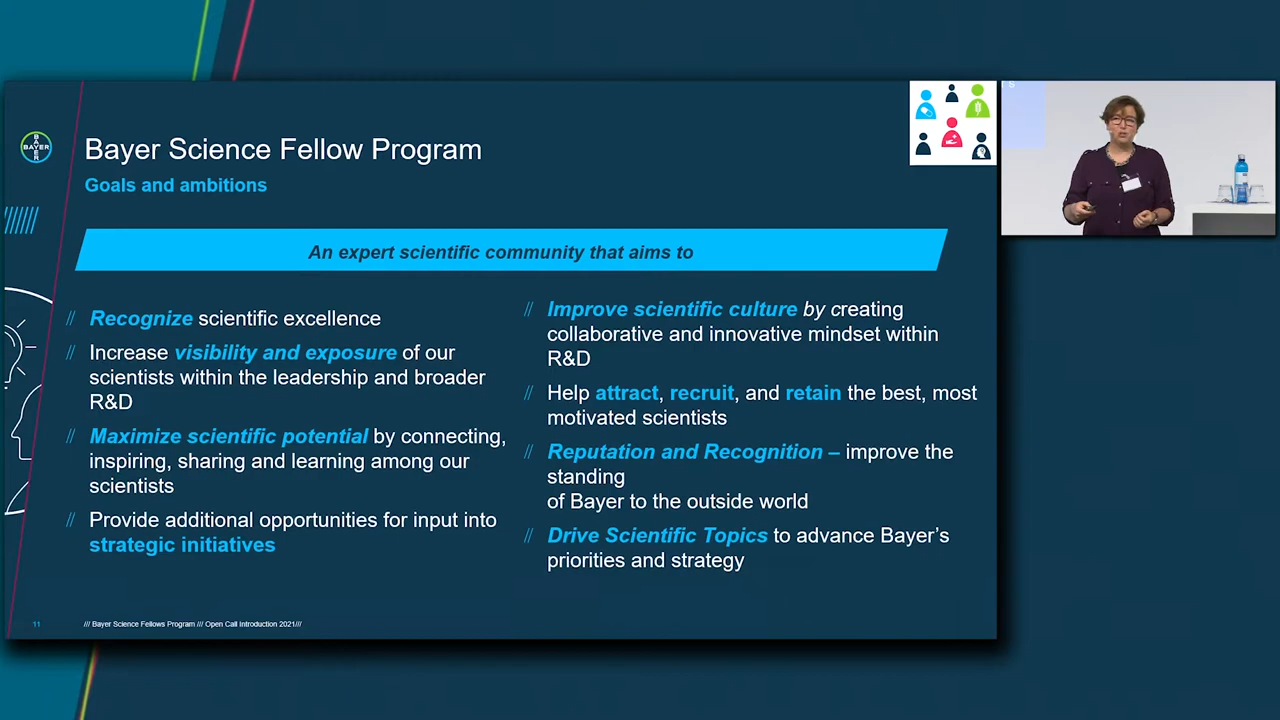 BAYER
BAYER
Bayer Science Fellow Program
Goals and ambitions
An expert scientific community that aims to
// Recognize scientific excellence
// Increase visibility and exposure of our
scientists within the leadership and broader
R&D
// Maximize scientific potential by connecting,
inspiring, sharing and learning among our
scientists
// Provide additional opportunities for input into
strategic initiatives
// Improve scientific culture by creating
collaborative and innovative mindset within
R&D
// Help attract, recruit, and retain the best, most
motivated scientists
// Reputation and Recognition – improve the
standing
of Bayer to the outside world
// Drive Scientific Topics to advance Bayer’s
priorities and strategy
11
/// Bayer Science Fellows Program /// Open Call Introduction 2021///